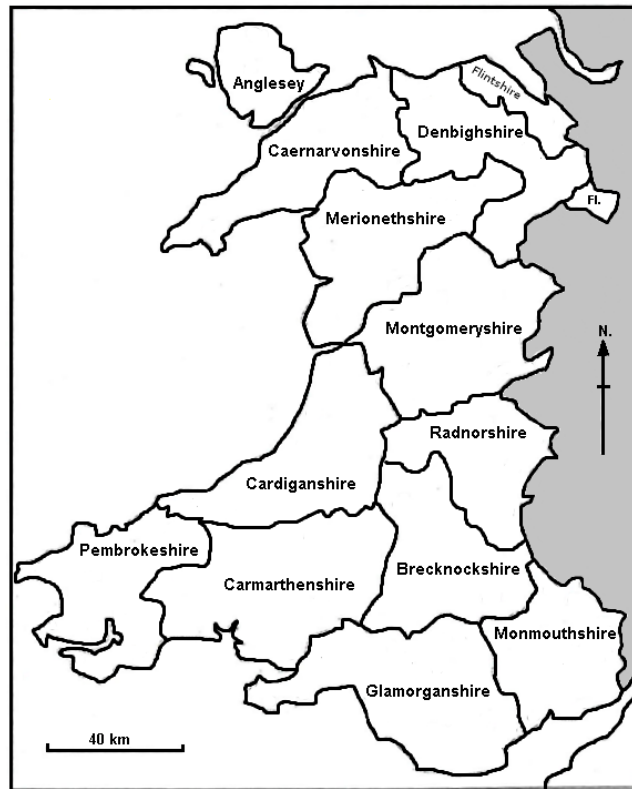 Anglesey
Flintshire
Denbighshire
Caernarvonshire
Fl.
Merionethshire
Montgomeryshire
N.
Radnorshire
Cardiganshire
Pembrokeshire
Brecknockshire
Carmarthenshire
Monmouthshire
Glamorganshire
40 km